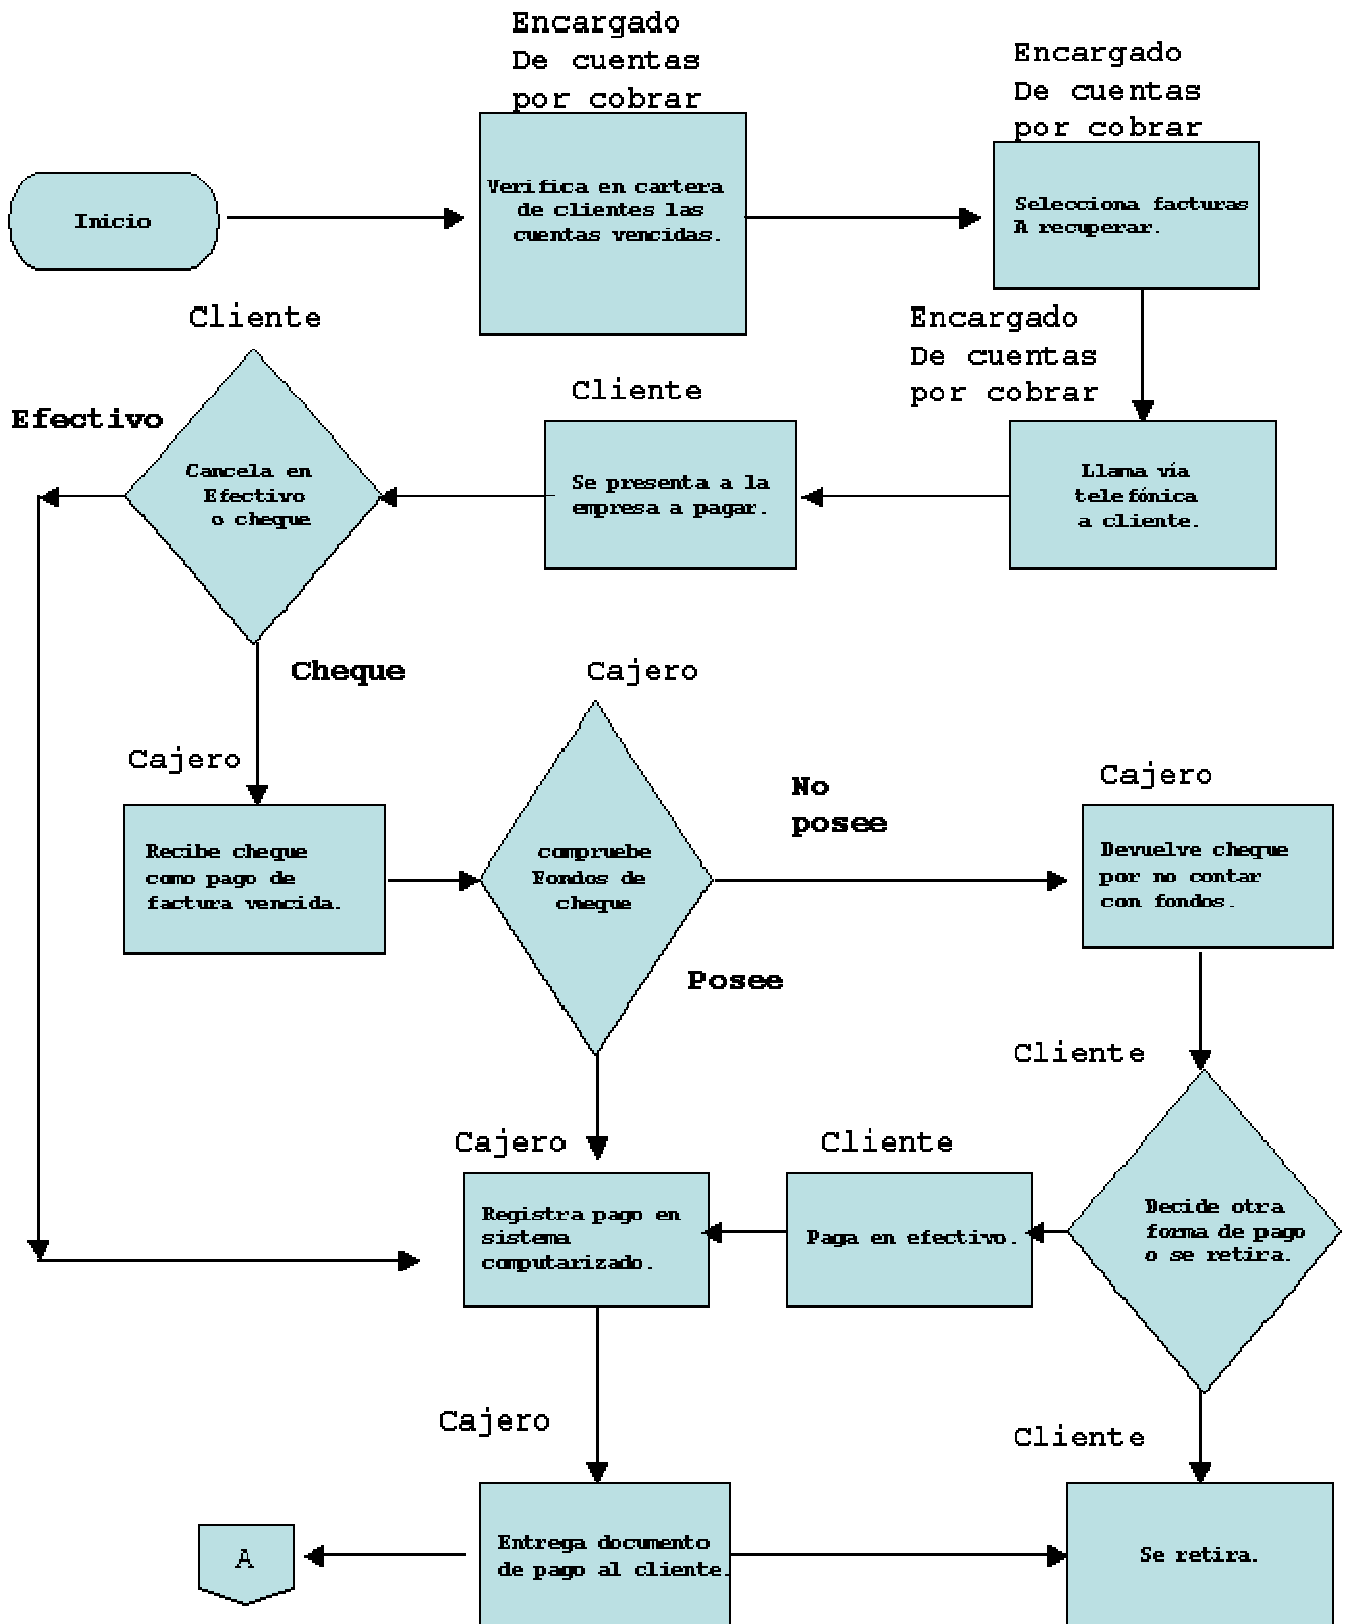 Encargado
De cuentas
por cobrar
Encargado
De cuentas
por cobrar
Inicio
Verifica en cartera
de clientes las
cuentas vencidas.
Selecciona facturas
A recuperar.
Cliente
Encargado
De cuentas
por cobrar
Cliente
Efectivo
Cancela en
Efectivo
o cheque
Se presenta a la
empresa a pagar.
Llama vía
telefónica
a cliente.
Cheque
Cajero
Cajero
No
posee
Cajero
Recibe cheque
como pago de
factura vencida.
compruebe
Fondos de
cheque
Devuelve cheque
por no contar
con fondos.
Posee
Cliente
Cajero
Cliente
Registra pago en
sistema
computarizado.
Paga en efectivo.
Decide otra
forma de pago
o se retira.
Cajero
Cliente
A
Entrega documento
de pago al cliente.
Se retira.